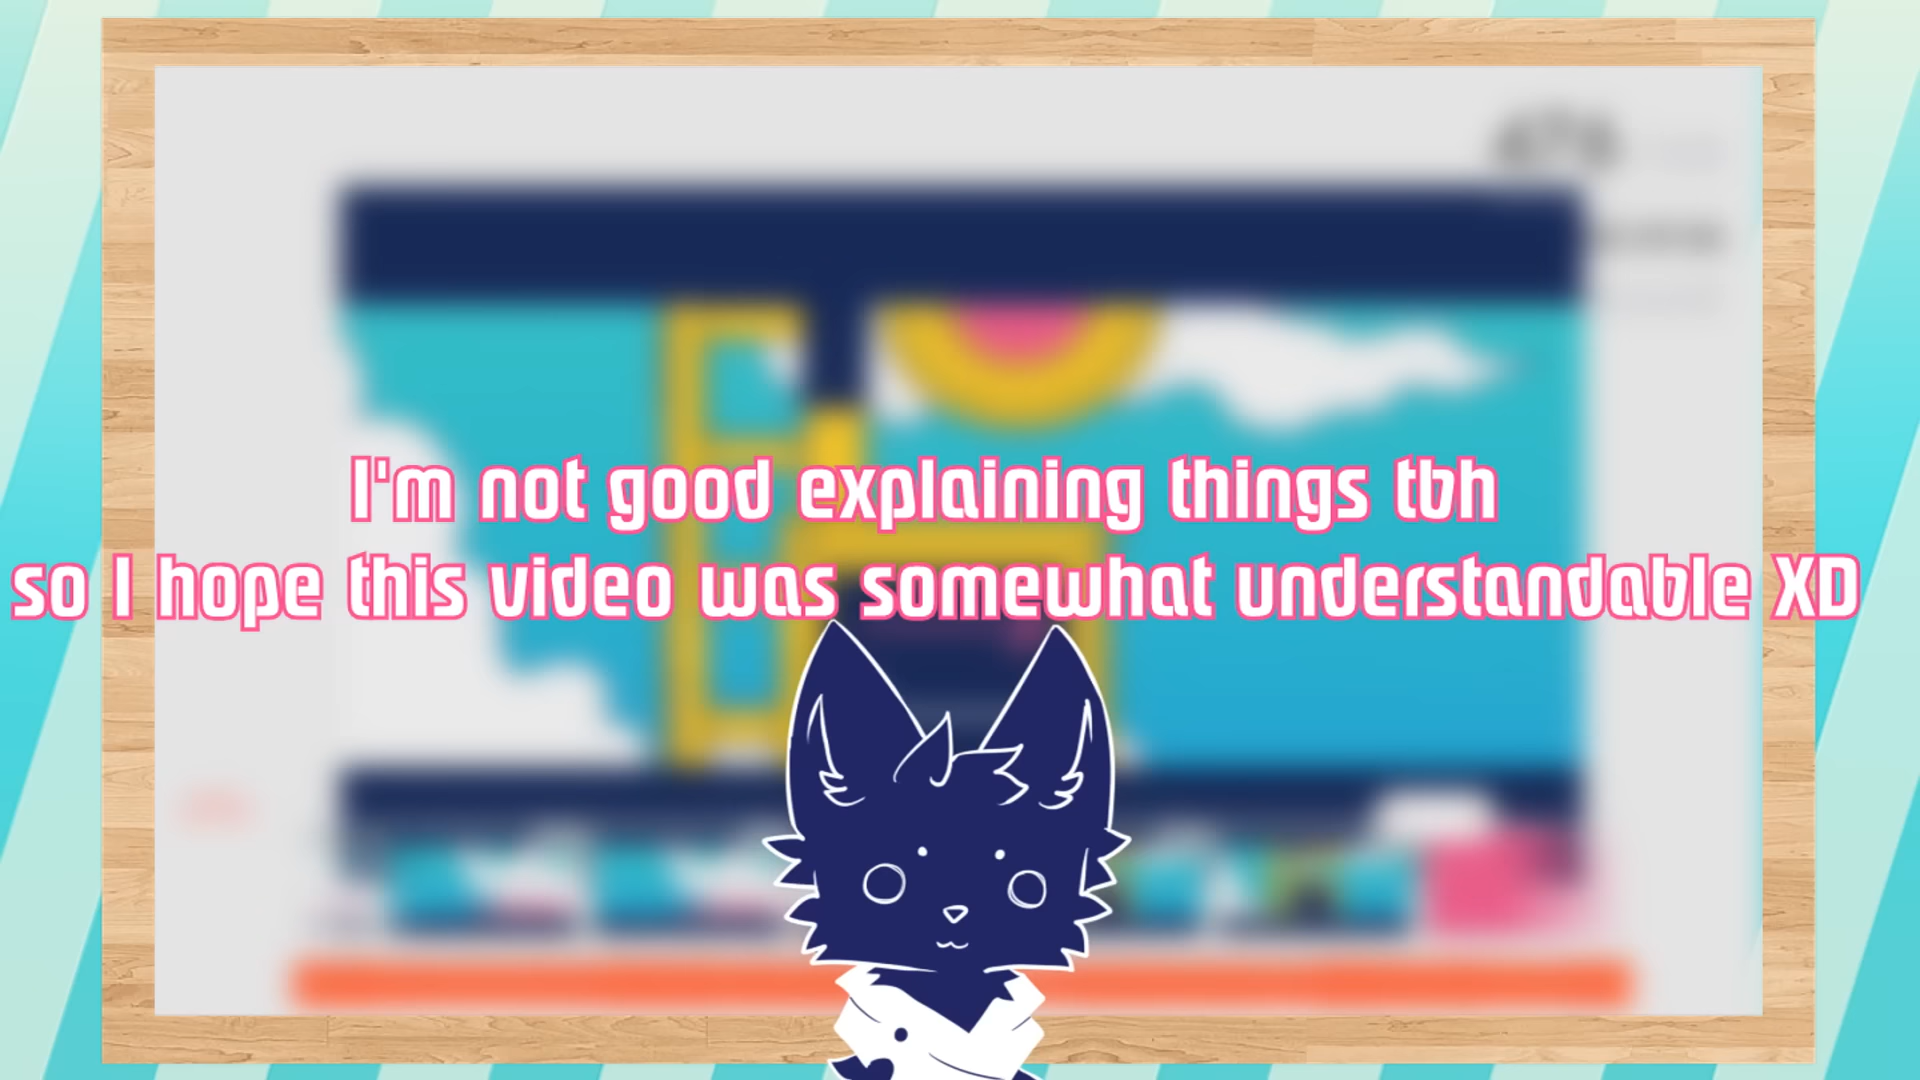 I'm not good explaining things tbh
so I hope this video was somewhat understandable XD